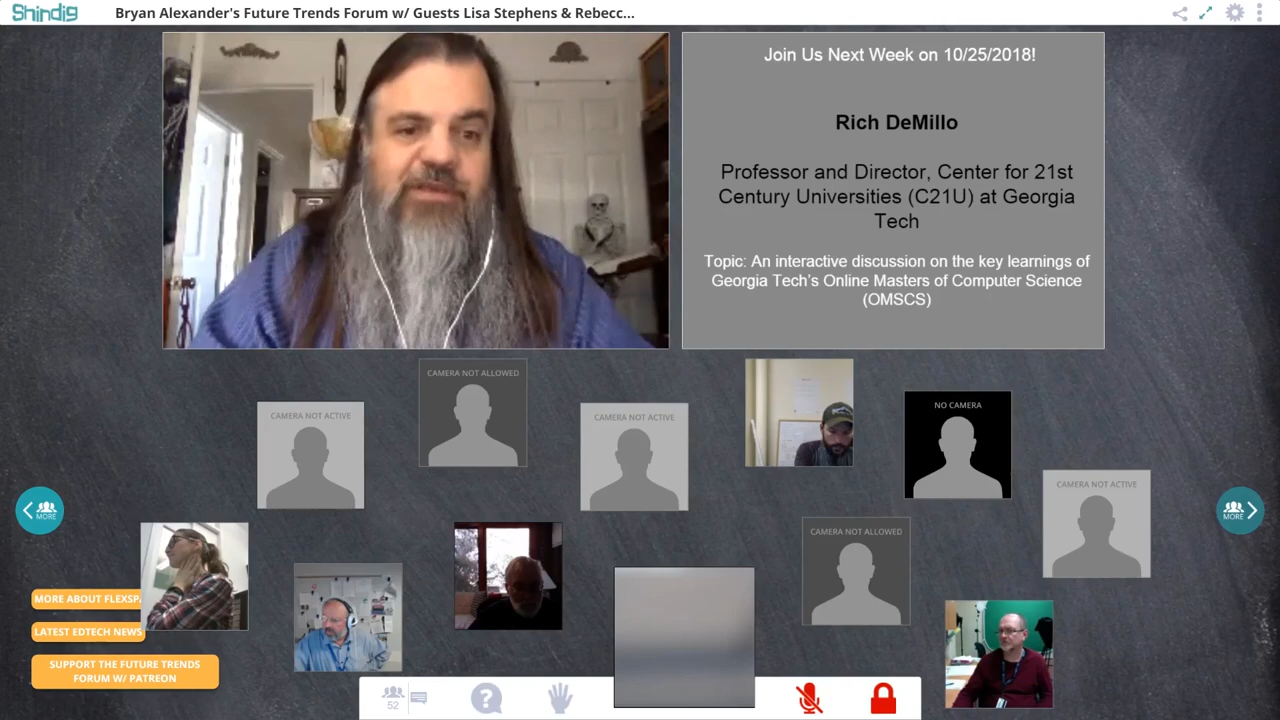 Shindig
Bryan Alexander's Future Trends Forum w/ Guests Lisa Stephens & Rebecc...
Join Us Next Week on 10/25/2018!
Rich DeMillo
Professor and Director, Center for 21st
Century Universities (C21U) at Georgia
Tech
Topic: An interactive discussion on the key learnings of
Georgia Tech's Online Masters of Computer Science
(OMSCS)
CAMERA NOT ACTIVE
CAMERA NOT ALLOWED
CAMERA NOT ACTIVE
NO CAMERA
CAMERA NOT ACTIVE
MORE
MORE
CAMERA NOT ALLOWED
MORE ABOUT FLEXSPA
LATEST EDTECH NEWS
SUPPORT THE FUTURE TRENDS
FORUM W/ PATREON
52